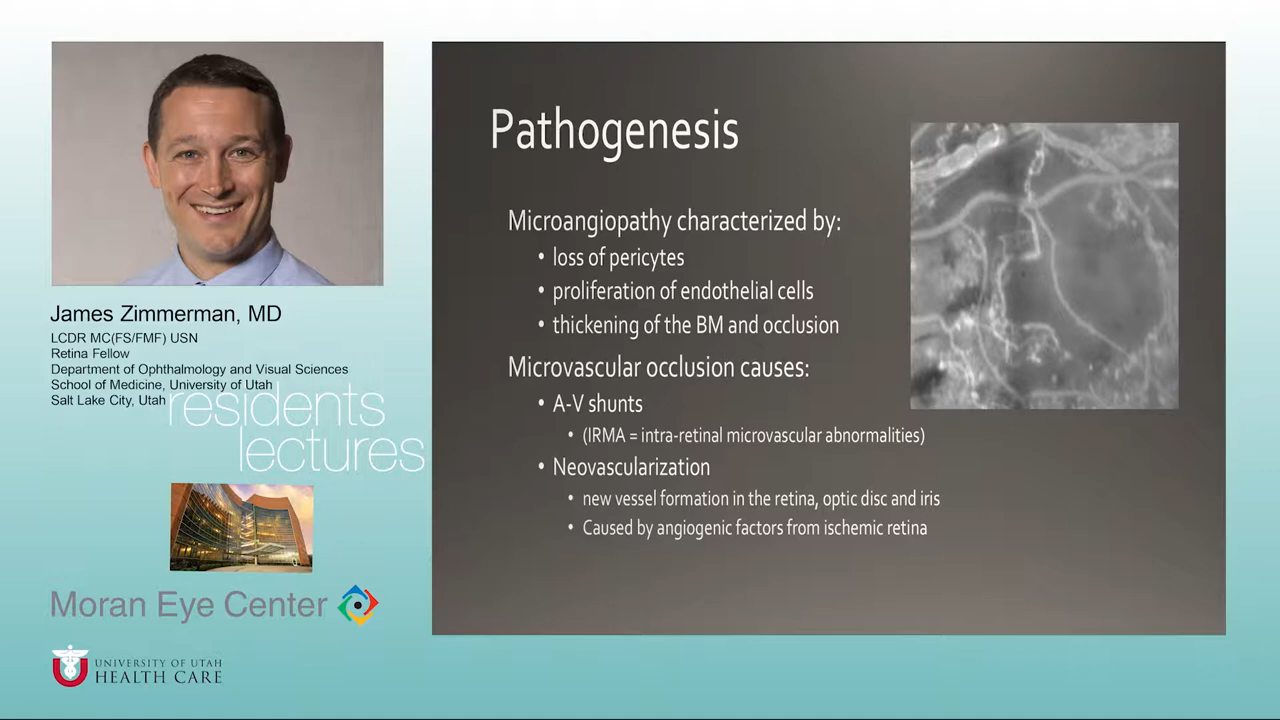 James Zimmerman, MD
LCDR MC(FS/FMF) USN
Retina Fellow
Department of Ophthalmology and Visual Sciences
School of Medicine, University of Utah
Salt Lake City, Utah
residents
lectures
Moran Eye Center
UNIVERSITY OF UTAH
HEALTH CARE
Pathogenesis
Microangiopathy characterized by:
• loss of pericytes
• proliferation of endothelial cells
• thickening of the BM and occlusion
Microvascular occlusion causes:
• A-V shunts
• (IRMA = intra-retinal microvascular abnormalities)
• Neovascularization
• new vessel formation in the retina, optic disc and iris
• Caused by angiogenic factors from ischemic retina